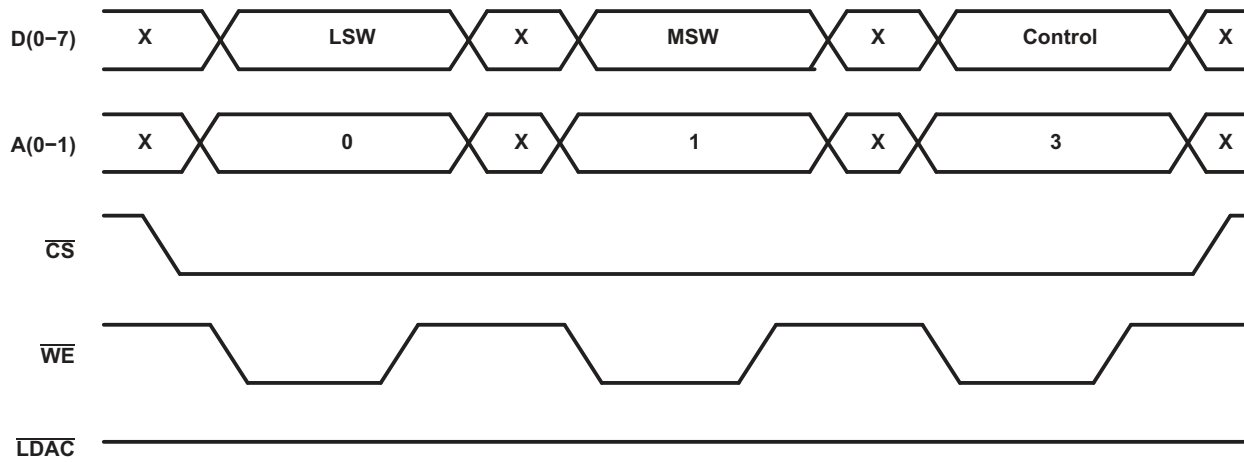 D(0−7) X LSW X MSW X Control X
A(0−1) X 0 X 1 X 3 X
CS
WE
LDAC